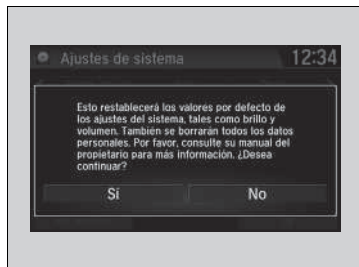 Ajustes de sistema
12:34
Esto restablecerá los valores por defecto de
los ajustes del sistema, tales como brillo y
volumen. También se borrarán todos los datos
personales. Por favor, consulte su manual del
propietario para más información. ¿Desea
continuar?
Sí
No